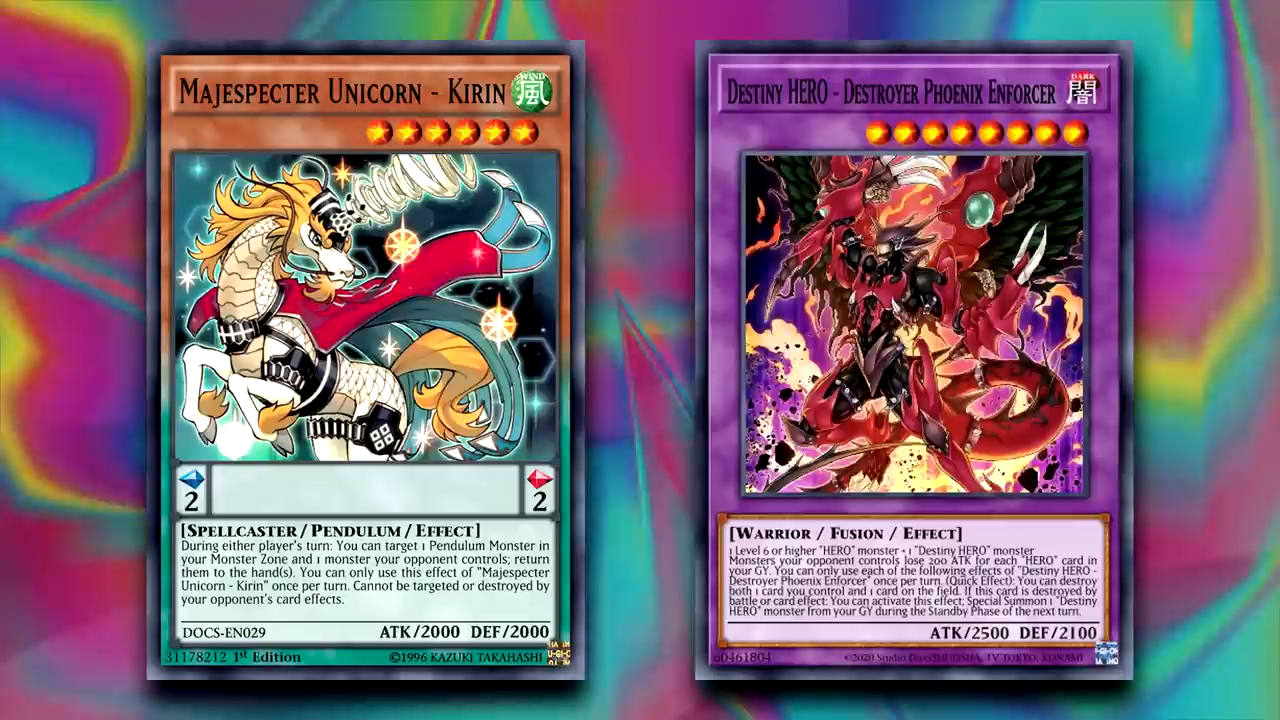 MAJESPECTER UNICORN - KIRIN
WIND
風
2
2
[SPELLCASTER / PENDULUM / EFFECT]
During either player's turn: You can target 1 Pendulum Monster in
your Monster Zone and 1 monster your opponent controls; return
them to the hand(s). You can only use this effect of "Majespecter
Unicorn - Kirin" once per turn. Cannot be targeted or destroyed by
your opponent's card effects.
DOCS-EN029
ATK/2000 DEF/2000
31178212 1st Edition
©1996 KAZUKI TAKAHASHI
DESTINY HERO - DESTROYER PHOENIX ENFORCER
DARK
闇
[WARRIOR / FUSION / EFFECT]
1 Level 6 or higher "HERO" monster + 1 "Destiny HERO" monster
Monsters your opponent controls lose 200 ATK for each "HERO" card in
your GY. You can only use each of the following effects of "Destiny HERO -
Destroyer Phoenix Enforcer" once per turn. (Quick Effect): You can destroy
both 1 card you control and 1 card on the field. If this card is destroyed by
battle or card effect: You can activate this effect; Special Summon 1 "Destiny
HERO" monster from your GY during the Standby Phase of the next turn.
ATK/2500 DEF/2100
60461804
©2020 Studio Dice/SHUEISHA, TV TOKYO, KONAMI